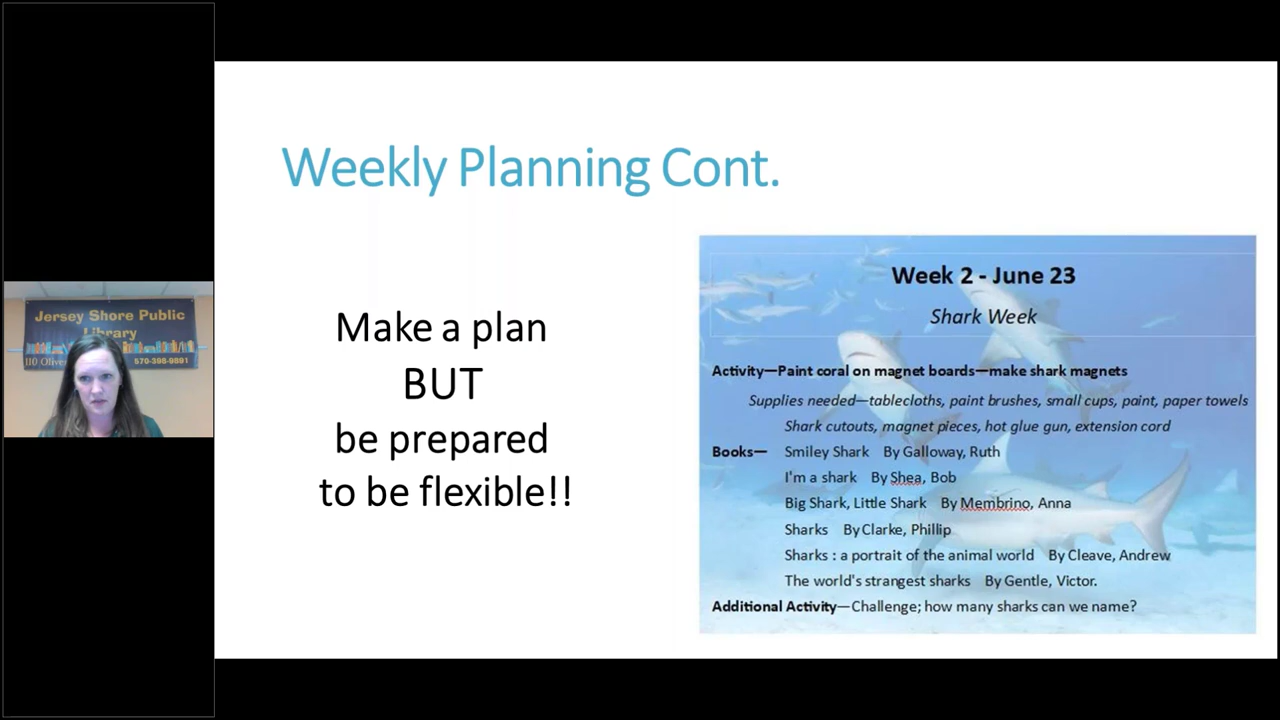 Weekly Planning Cont.
Jersey Shore Public
Library
110 Olive
570-398-9891
Make a plan
BUT
be prepared
to be flexible!!
Week 2 - June 23
Shark Week
Activity—Paint coral on magnet boards—make shark magnets
Supplies needed—tablecloths, paint brushes, small cups, paint, paper towels
Shark cutouts, magnet pieces, hot glue gun, extension cord
Books— Smiley Shark By Galloway, Ruth
I'm a shark By Shea, Bob
Big Shark, Little Shark By Membrino, Anna
Sharks By Clarke, Phillip
Sharks : a portrait of the animal world By Cleave, Andrew
The world's strangest sharks By Gentle, Victor.
Additional Activity—Challenge; how many sharks can we name?